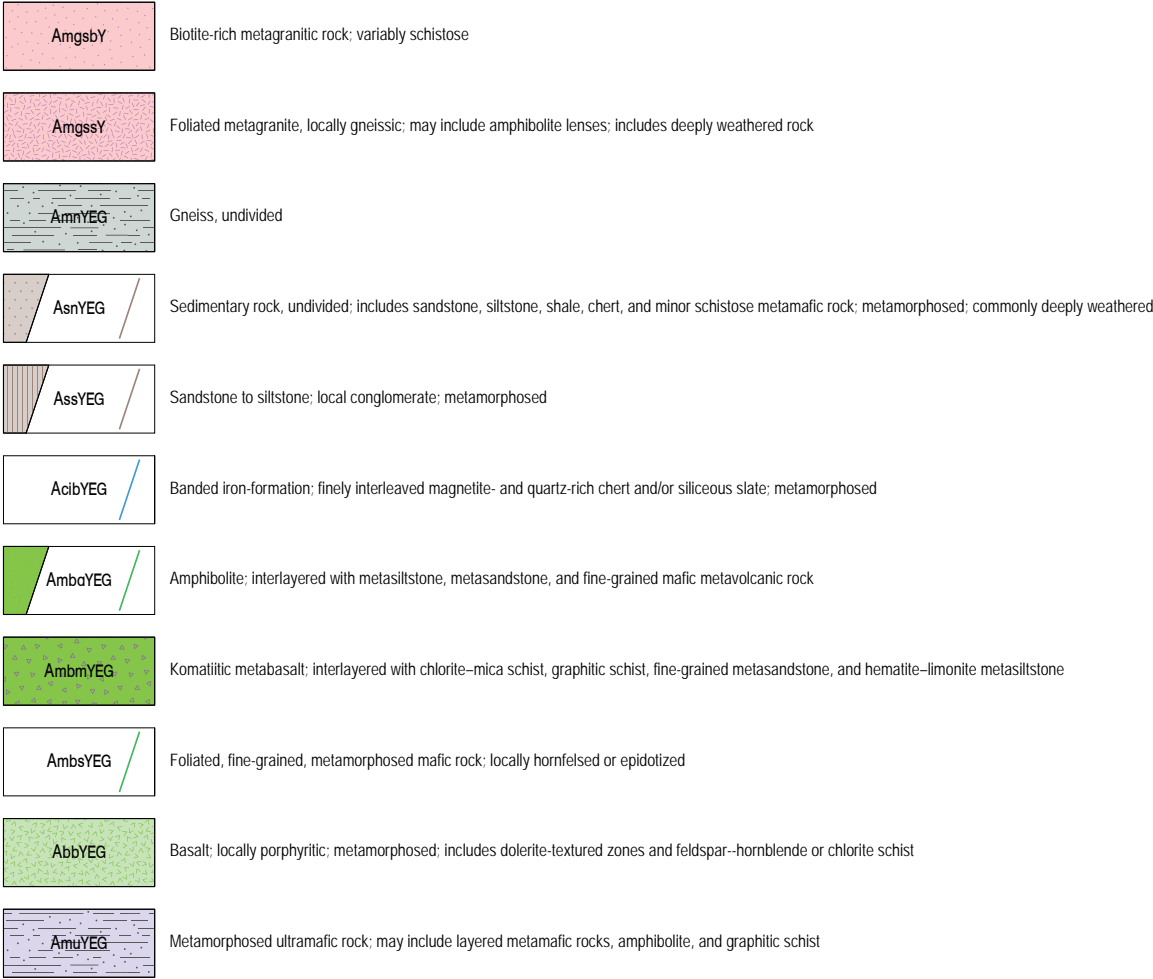 AmgsbY Biotite-rich metagranitic rock; variably schistose
AmgssY Foliated metagranite, locally gneissic; may include amphibolite lenses; includes deeply weathered rock
AmnYEG Gneiss, undivided
AsnYEG Sedimentary rock, undivided; includes sandstone, siltstone, shale, chert, and minor schistose metamafic rock; metamorphosed; commonly deeply weathered
AssYEG Sandstone to siltstone; local conglomerate; metamorphosed
AcibYEG Banded iron-formation; finely interleaved magnetite- and quartz-rich chert and/or siliceous slate; metamorphosed
AmbaYEG Amphibolite; interlayered with metasiltstone, metasandstone, and fine-grained mafic metavolcanic rock
AmbmYEG Komatiitic metabasalt; interlayered with chlorite–mica schist, graphitic schist, fine-grained metasandstone, and hematite–limonite metasiltstone
AmbsYEG Foliated, fine-grained, metamorphosed mafic rock; locally hornfelsed or epidotized
AbbYEG Basalt; locally porphyritic; metamorphosed; includes dolerite-textured zones and feldspar--hornblende or chlorite schist
AmuYEG Metamorphosed ultramafic rock; may include layered metamafic rocks, amphibolite, and graphitic schist